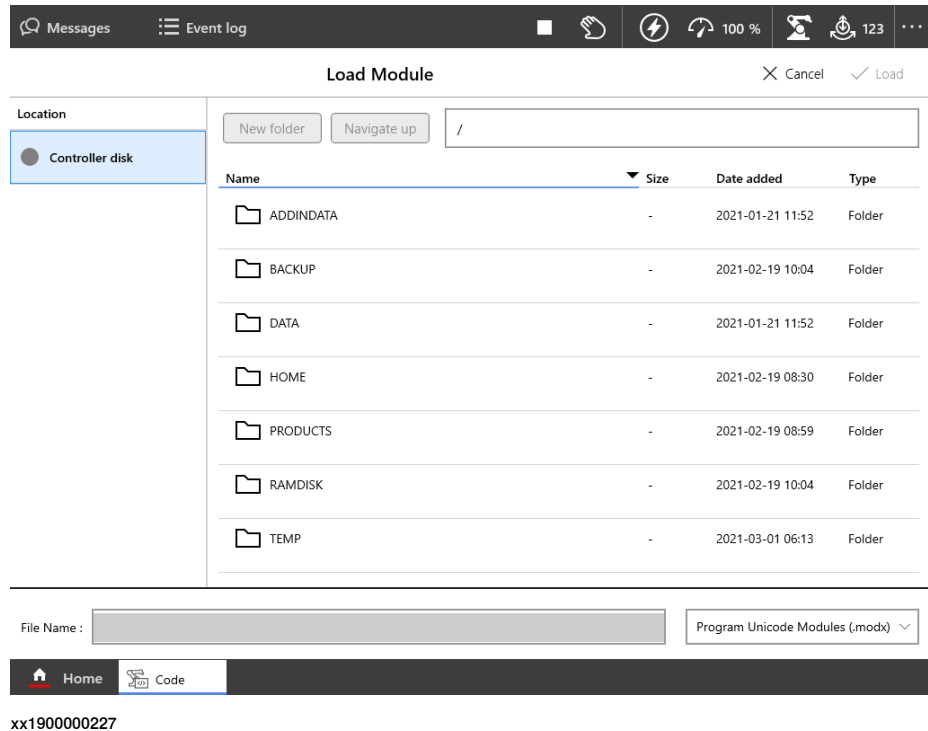 Messages Event log 100 % 123 ...
Load Module Cancel Load
Location
New folder Navigate up /
Controller disk
Name Size Date added Type
ADDINDATA - 2021-01-21 11:52 Folder
BACKUP - 2021-02-19 10:04 Folder
DATA - 2021-01-21 11:52 Folder
HOME - 2021-02-19 08:30 Folder
PRODUCTS - 2021-02-19 08:59 Folder
RAMDISK - 2021-02-19 10:04 Folder
TEMP - 2021-03-01 06:13 Folder
File Name : Program Unicode Modules (.modx)
Home Code
xx1900000227